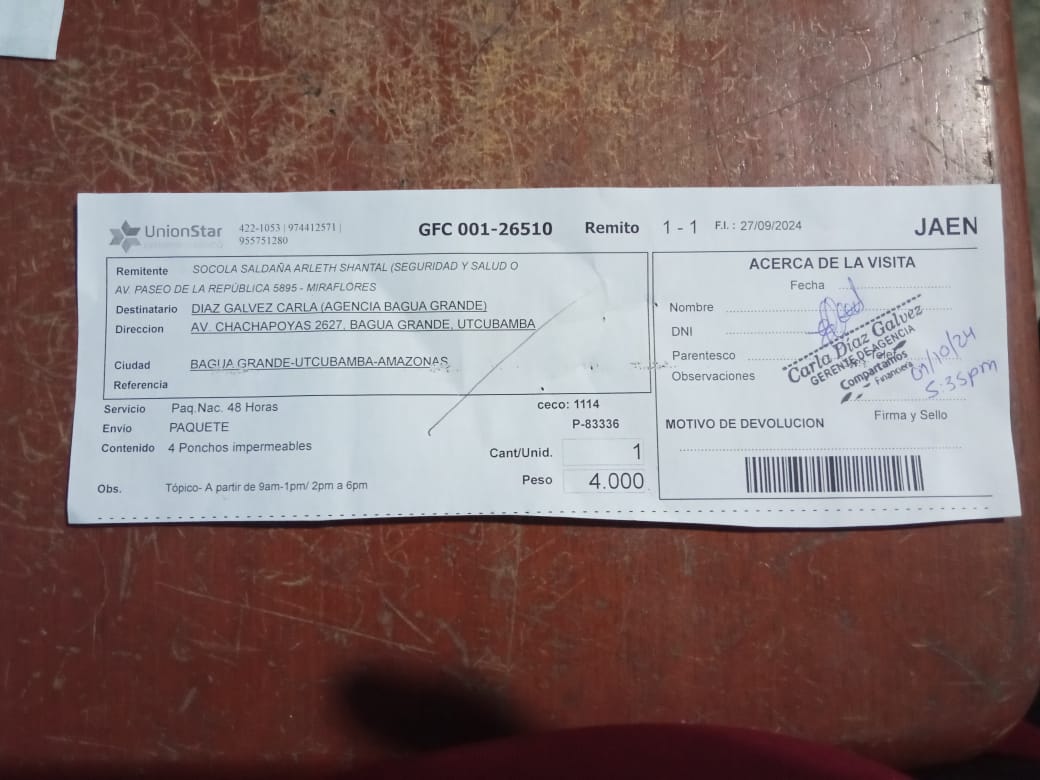 UnionStar 422-1053 | 974412571 | 955751280 GFC 001-26510 Remito 1 - 1 F.I. : 27/09/2024 JAEN
Remitente SOCOLA SALDAÑA ARLETH SHANTAL (SEGURIDAD Y SALUD O
AV. PASEO DE LA REPÚBLICA 5895 - MIRAFLORES
Destinatario DIAZ GALVEZ CARLA (AGENCIA BAGUA GRANDE)
Direccion AV. CHACHAPOYAS 2627, BAGUA GRANDE, UTCUBAMBA
Ciudad BAGUA GRANDE-UTCUBAMBA-AMAZONAS
Referencia
Servicio Paq.Nac. 48 Horas ceco: 1114
Envio PAQUETE P-83336
Contenido 4 Ponchos impermeables
Cant/Unid. 1
Peso 4.000
Obs. Tópico- A partir de 9am-1pm/ 2pm a 6pm
ACERCA DE LA VISITA
Fecha
Nombre
DNI
Parentesco
Observaciones
Carla Díaz Galvez
GERENTE DE AGENCIA
Compartamos
Financiera
01/10/24
5:35pm
Firma y Sello
MOTIVO DE DEVOLUCION